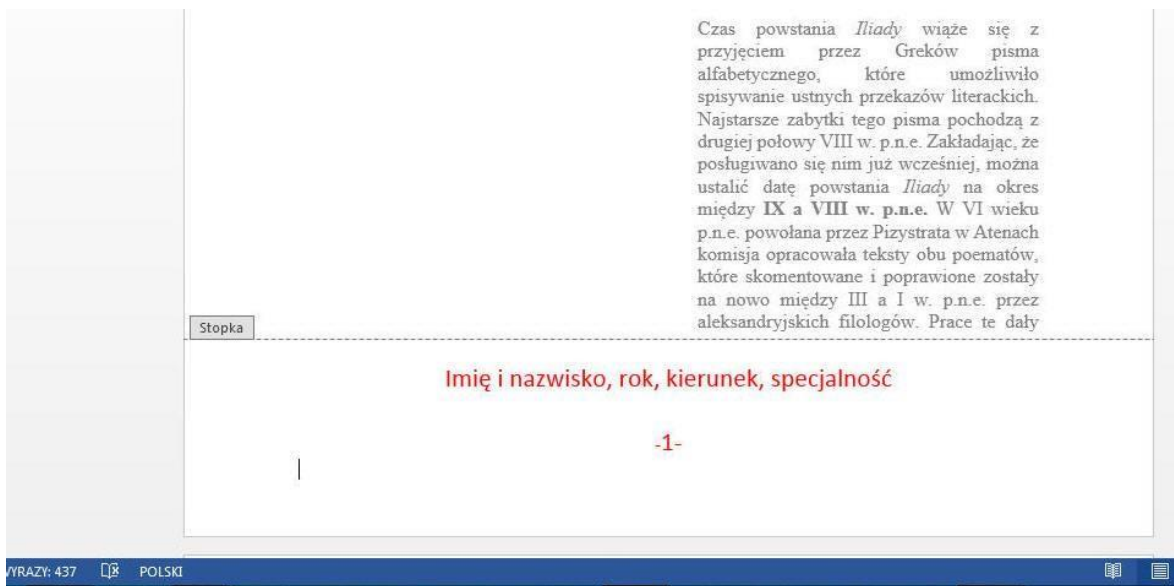 Czas powstania Iliady wiąże się z
przyjęciem przez Greków pisma
alfabetycznego, które umożliwiło
spisywanie ustnych przekazów literackich.
Najstarsze zabytki tego pisma pochodzą z
drugiej połowy VIII w. p.n.e. Zakładając, że
posługiwano się nim już wcześniej, można
ustalić datę powstania Iliady na okres
między IX a VIII w. p.n.e. W VI wieku
p.n.e. powołana przez Pizystrata w Atenach
komisja opracowała teksty obu poematów,
które skomentowane i poprawione zostały
na nowo między III a I w. p.n.e. przez
aleksandryjskich filologów. Prace te dały
Stopka
Imię i nazwisko, rok, kierunek, specjalność
-1-
WYRAZY: 437 POLSKI